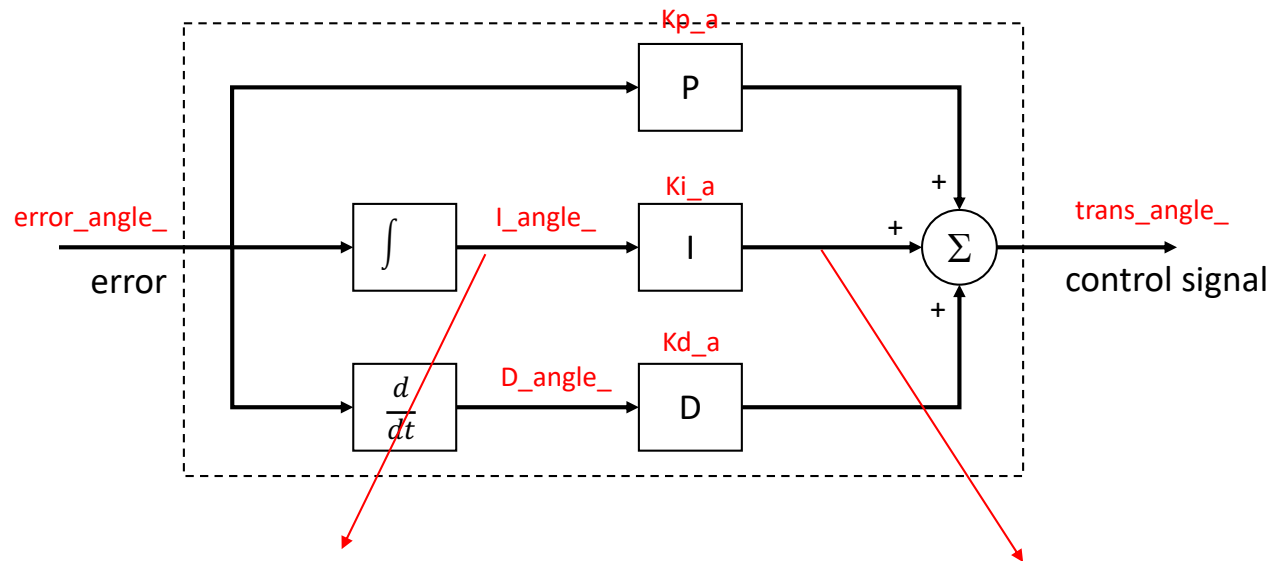 Kp_a
P
+
Ki_a
error_angle_
I_angle_
trans_angle_
∫
I
+
Σ
error
control signal
+
Kd_a
D_angle_
d
dt
D